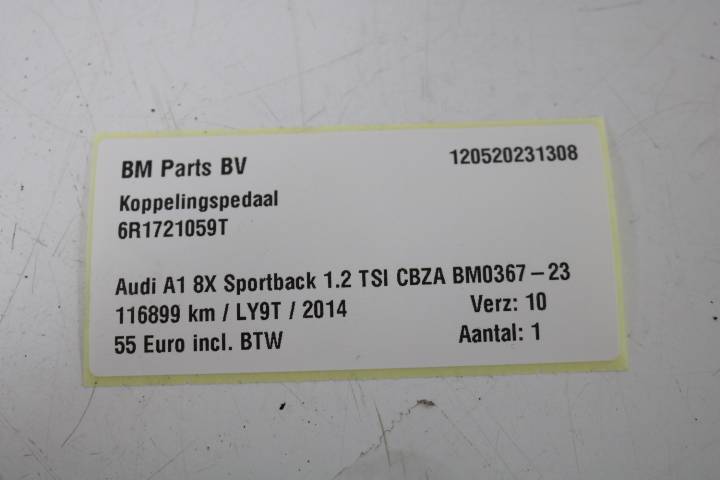 BM Parts BV 120520231308
Koppelingspedaal
6R1721059T
Audi A1 8X Sportback 1.2 TSI CBZA BM0367-23
116899 km / LY9T / 2014 Verz: 10
55 Euro incl. BTW Aantal: 1